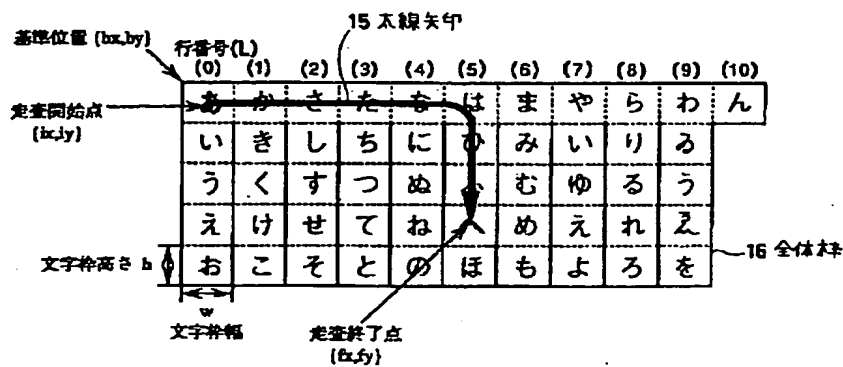 15 太線矢印
基準位置 {bx,by}
行番号(L)
(0) (1) (2) (3) (4) (5) (6) (7) (8) (9) (10)
あ か さ た な は ま や ら わ ん
走査開始点
{ix,iy}
い き し ち に ひ み い り ゐ
う く す つ ぬ ふ む ゆ る う
え け せ て ね へ め え れ ゑ
16 全体枠
文字枠高さ h
お こ そ と の ほ も よ ろ を
w
文字枠幅
走査終了点
{fx,fy}